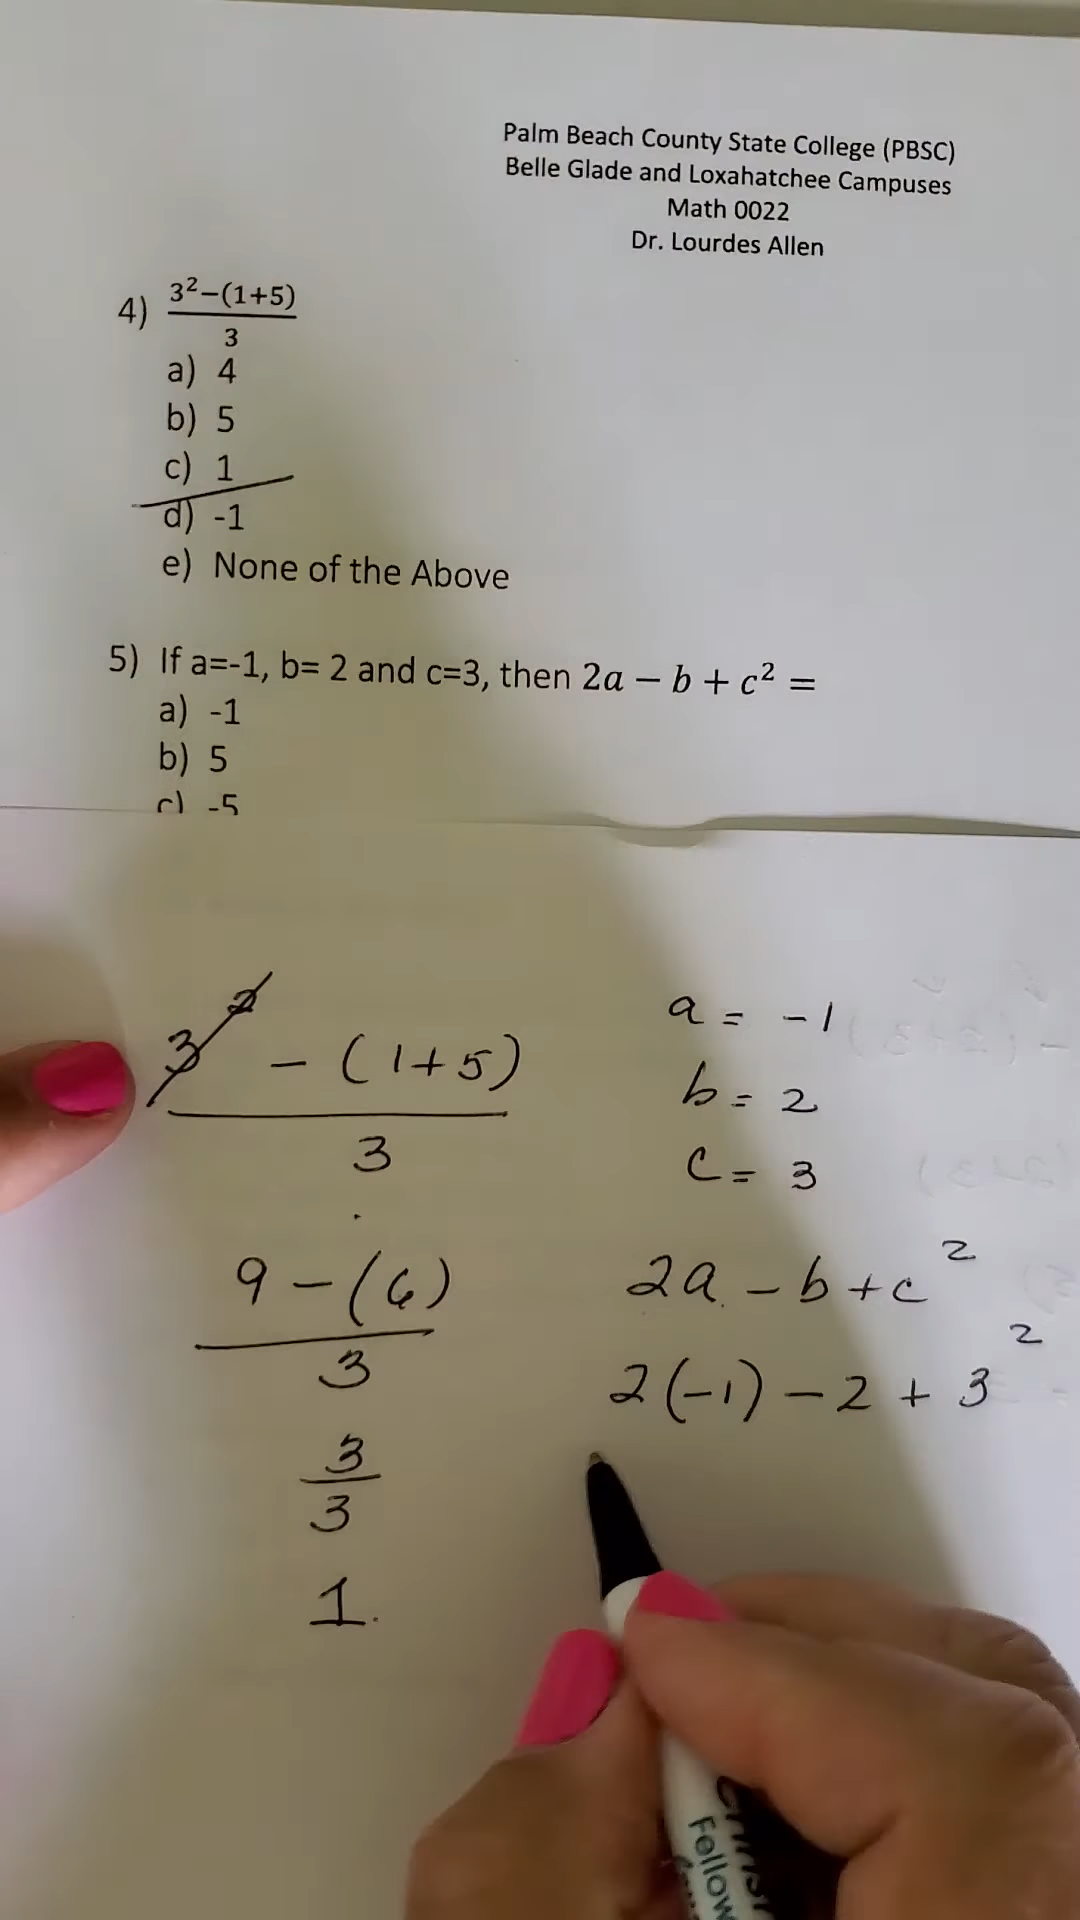 Palm Beach County State College (PBSC)
Belle Glade and Loxahatchee Campuses
Math 0022
Dr. Lourdes Allen
4) 3²−(1+5)
3
a) 4
b) 5
c) 1
d) -1
e) None of the Above
5) If a=-1, b= 2 and c=3, then 2a − b + c² =
a) -1
b) 5
c) -5
3² - (1+5)
3
9 - (6)
3
3
3
1.
a = -1
b = 2
c = 3
2a - b + c²
2(-1) - 2 + 3²
Fellow